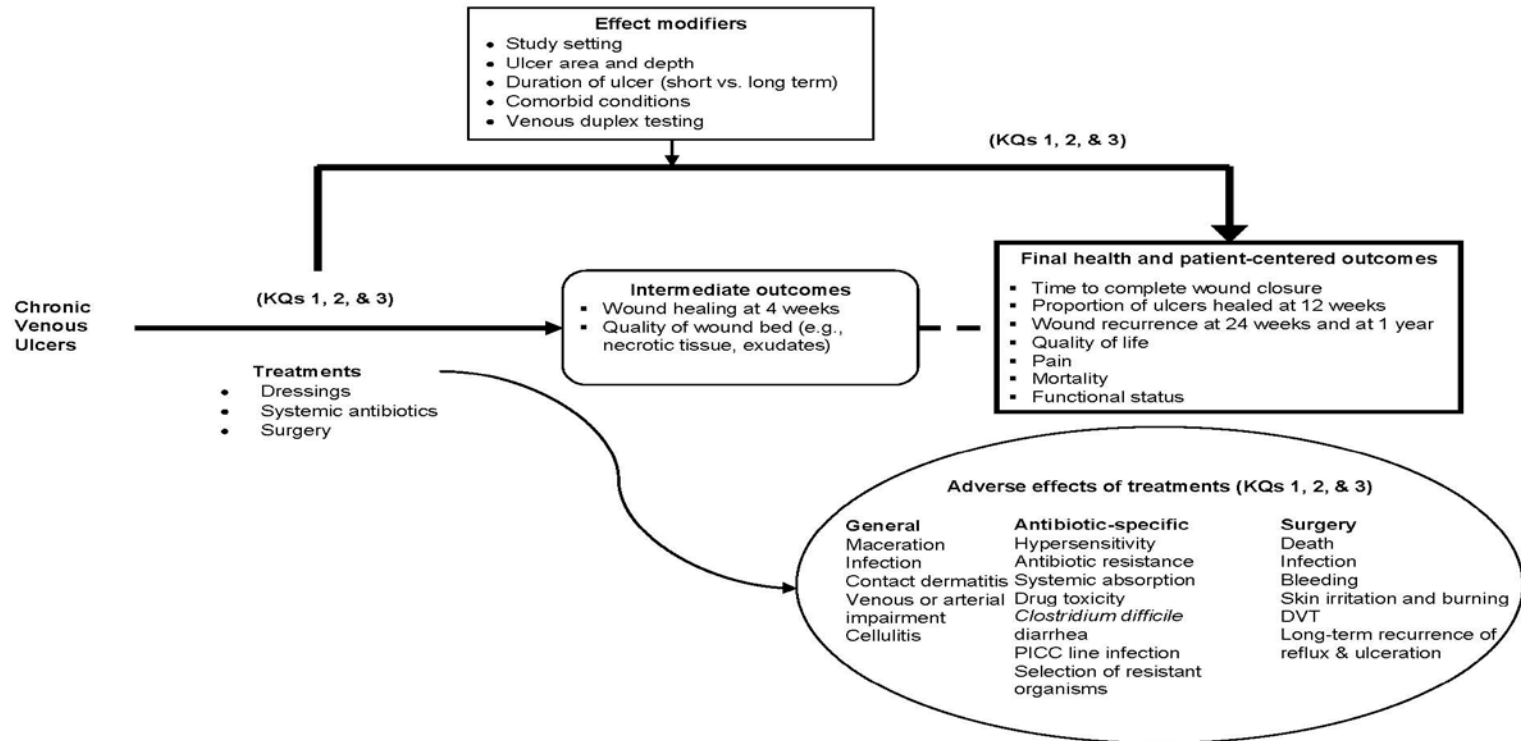 Effect modifiers
• Study setting
• Ulcer area and depth
• Duration of ulcer (short vs. long term)
• Comorbid conditions
• Venous duplex testing
(KQs 1, 2, & 3)
Chronic
Venous
Ulcers
(KQs 1, 2, & 3)
Treatments
• Dressings
• Systemic antibiotics
• Surgery
Intermediate outcomes
▪ Wound healing at 4 weeks
▪ Quality of wound bed (e.g.,
necrotic tissue, exudates)
Final health and patient-centered outcomes
▪ Time to complete wound closure
▪ Proportion of ulcers healed at 12 weeks
▪ Wound recurrence at 24 weeks and at 1 year
▪ Quality of life
▪ Pain
▪ Mortality
▪ Functional status
Adverse effects of treatments (KQs 1, 2, & 3)
General
Maceration
Infection
Contact dermatitis
Venous or arterial
impairment
Cellulitis
Antibiotic-specific
Hypersensitivity
Antibiotic resistance
Systemic absorption
Drug toxicity
Clostridium difficile
diarrhea
PICC line infection
Selection of resistant
organisms
Surgery
Death
Infection
Bleeding
Skin irritation and burning
DVT
Long-term recurrence of
reflux & ulceration